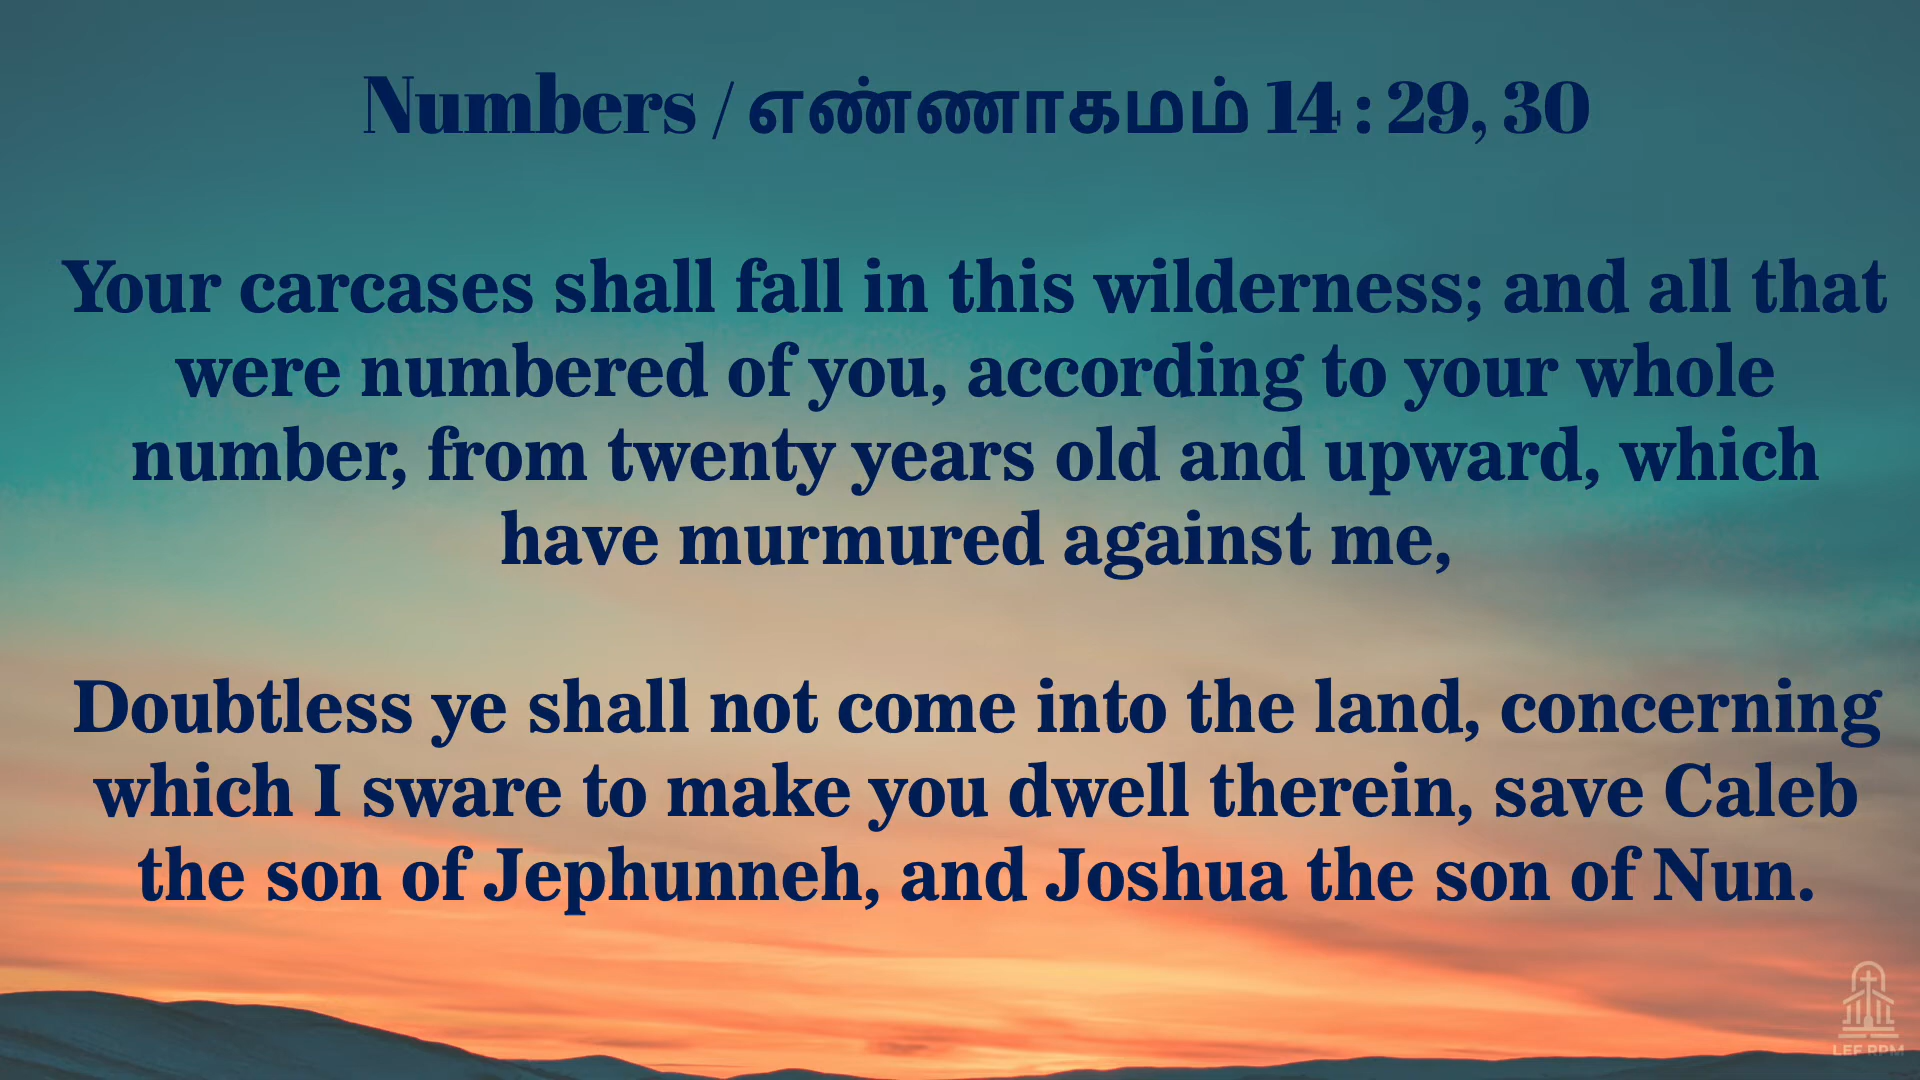 Numbers / எண்ணாகமம் 14 : 29, 30
Your carcases shall fall in this wilderness; and all that
were numbered of you, according to your whole
number, from twenty years old and upward, which
have murmured against me,
Doubtless ye shall not come into the land, concerning
which I sware to make you dwell therein, save Caleb
the son of Jephunneh, and Joshua the son of Nun.
LEF RPM